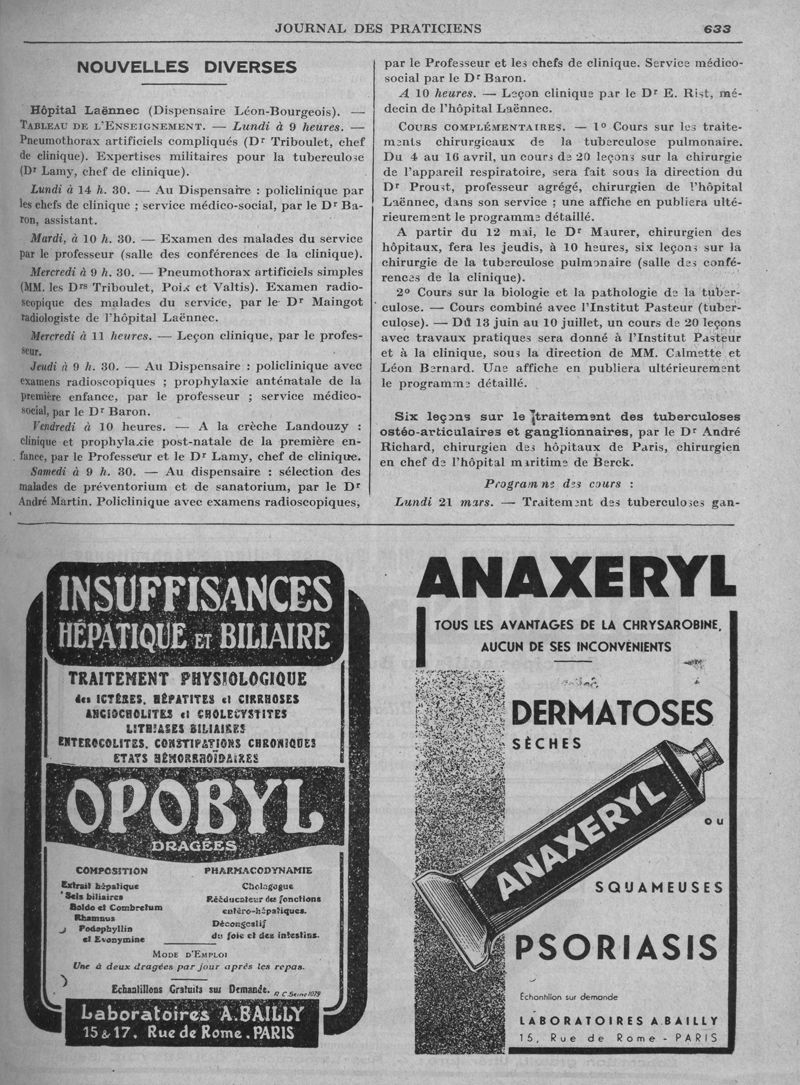 JOURNAL DES PRATICIENS
633
NOUVELLES DIVERSES
Hôpital Laënnec (Dispensaire Léon-Bourgeois). —
TABLEAU DE L'ENSEIGNEMENT. — Lundi à 9 heures. —
Pneumothorax artificiels compliqués (Dr Triboulet, chef
de clinique). Expertises militaires pour la tuberculose
(Dr Lamy, chef de clinique).
Lundi à 14 h. 30. — Au Dispensaire : policlinique par
les chefs de clinique ; service médico-social, par le Dr Ba-
ron, assistant.
Mardi, à 10 h. 30. — Examen des malades du service
par le professeur (salle des conférences de la clinique).
Mercredi à 9 h. 30. — Pneumothorax artificiels simples
(MM. les Drs Triboulet, Poix et Valtis). Examen radio-
scopique des malades du service, par le Dr Maingot
radiologiste de l'hôpital Laënnec.
Mercredi à 11 heures. — Leçon clinique, par le profes-
seur.
Jeudi à 9 h. 30. — Au Dispensaire : policlinique avec
examens radioscopiques ; prophylaxie anténatale de la
première enfance, par le professeur ; service médico-
social, par le Dr Baron.
Vendredi à 10 heures. — A la crèche Landouzy :
clinique et prophylaxie post-natale de la première en-
fance, par le Professeur et le Dr Lamy, chef de clinique.
Samedi à 9 h. 30. — Au dispensaire : sélection des
malades de préventorium et de sanatorium, par le Dr
André Martin. Policlinique avec examens radioscopiques,
par le Professeur et les chefs de clinique. Service médico-
social par le Dr Baron.
A 10 heures. — Leçon clinique par le Dr E. Rist, mé-
decin de l'hôpital Laënnec.
COURS COMPLÉMENTAIRES. — 1º Cours sur les traite-
ments chirurgicaux de la tuberculose pulmonaire.
Du 4 au 16 avril, un cours de 20 leçons sur la chirurgie
de l'appareil respiratoire, sera fait sous la direction du
Dr Proust, professeur agrégé, chirurgien de l'hôpital
Laënnec, dans son service ; une affiche en publiera ulté-
rieurement le programme détaillé.
A partir du 12 mai, le Dr Maurer, chirurgien des
hôpitaux, fera les jeudis, à 10 heures, six leçons sur la
chirurgie de la tuberculose pulmonaire (salle des confé-
rences de la clinique).
2º Cours sur la biologie et la pathologie de la tuber-
culose. — Cours combiné avec l'Institut Pasteur (tuber-
culose). — Du 13 juin au 10 juillet, un cours de 20 leçons
avec travaux pratiques sera donné à l'Institut Pasteur
et à la clinique, sous la direction de MM. Calmette et
Léon Bernard. Une affiche en publiera ultérieurement
le programme détaillé.
Six leçons sur le traitement des tuberculoses
ostéo-articulaires et ganglionnaires, par le Dr André
Richard, chirurgien des hôpitaux de Paris, chirurgien
en chef de l'hôpital maritime de Berck.
Programme des cours :
Lundi 21 mars. — Traitement des tuberculoses gan-
INSUFFISANCES
HÉPATIQUE ET BILIAIRE
TRAITEMENT PHYSIOLOGIQUE
des ICTÈRES, HÉPATITES et CIRRHOSES
ANGIOCHOLITES et CHOLECYSTITES
LITHIASES BILIAIRES
ENTEROCOLITES, CONSTIPATIONS CHRONIQUES
ETATS HÉMORRHOÏDAIRES
OPOBYL
DRAGÉES
COMPOSITION
Extrait hépatique
Sels biliaires
Boldo et Combretum
Rhamnus
Podophyllin
et Evonymine
PHARMACODYNAMIE
Cholagogue
Rééducateur des fonctions
entéro-hépatiques.
Décongestif
du foie et des intestins.
MODE D'EMPLOI
Une à deux dragées par jour après les repas.
Echantillons Gratuits sur Demande.
R.C. Seine 1029
Laboratoires A. BAILLY
15 & 17, Rue de Rome . PARIS
ANAXERYL
TOUS LES AVANTAGES DE LA CHRYSAROBINE,
AUCUN DE SES INCONVÉNIENTS
DERMATOSES
SÈCHES
ANAXERYL
ou
SQUAMEUSES
PSORIASIS
Échantillon sur demande
LABORATOIRES A.BAILLY
15, Rue de Rome - PARIS